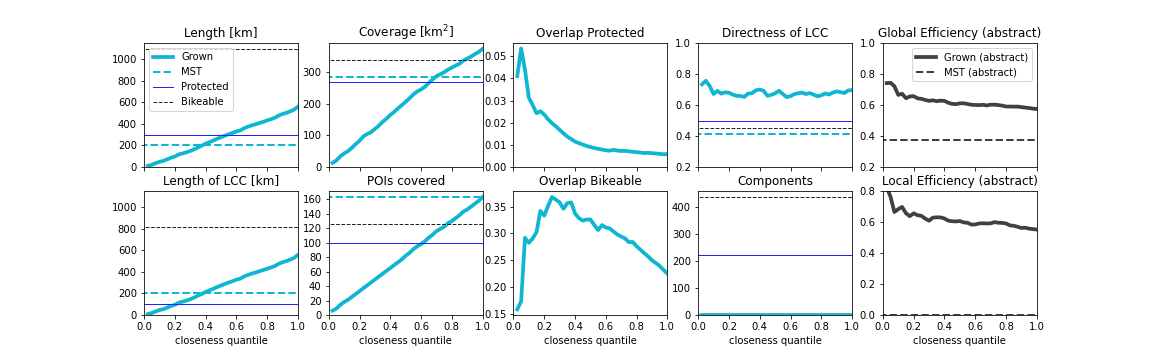 Length [km]
Coverage [km²]
Overlap Protected
Directness of LCC
Global Efficiency (abstract)
1000
800
600
400
200
0
Grown
MST
Protected
Bikeable
300
200
100
0
0.05
0.04
0.03
0.02
0.01
0.00
1.0
0.8
0.6
0.4
0.2
1.0
0.8
0.6
0.4
0.2
Grown (abstract)
MST (abstract)
Length of LCC [km]
POIs covered
Overlap Bikeable
Components
Local Efficiency (abstract)
1000
800
600
400
200
0
160
140
120
100
80
60
40
20
0
0.35
0.30
0.25
0.20
0.15
400
300
200
100
0
0.8
0.6
0.4
0.2
0.0
0.0 0.2 0.4 0.6 0.8 1.0
0.0 0.2 0.4 0.6 0.8 1.0
0.0 0.2 0.4 0.6 0.8 1.0
0.0 0.2 0.4 0.6 0.8 1.0
0.0 0.2 0.4 0.6 0.8 1.0
closeness quantile
closeness quantile
closeness quantile
closeness quantile
closeness quantile